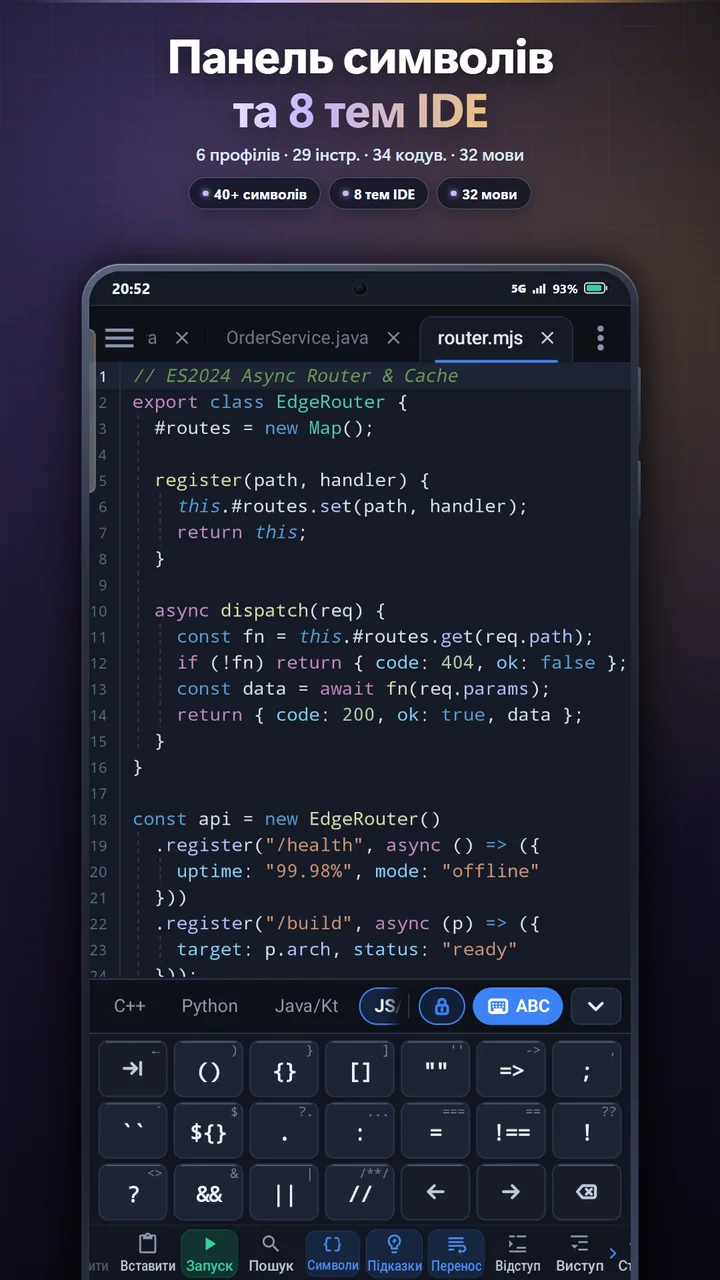 Панель символів
та 8 тем IDE
6 профілів · 29 інстр. · 34 кодув. · 32 мови
40+ символів 8 тем IDE 32 мови
20:52 5G 93%
a OrderService.java router.mjs
1 // ES2024 Async Router & Cache
2 export class EdgeRouter {
3 #routes = new Map();
4
5 register(path, handler) {
6 this.#routes.set(path, handler);
7 return this;
8 }
9
10 async dispatch(req) {
11 const fn = this.#routes.get(req.path);
12 if (!fn) return { code: 404, ok: false };
13 const data = await fn(req.params);
14 return { code: 200, ok: true, data };
15 }
16 }
17
18 const api = new EdgeRouter()
19 .register("/health", async () => ({
20 uptime: "99.98%", mode: "offline"
21 }))
22 .register("/build", async (p) => ({
23 target: p.arch, status: "ready"
24 }));
C++ Python Java/Kt JS/ ABC
← ) } ] '' -> ,
→| () {} [] "" => ;
` $ ?. ... === == ??
`` ${} . : = !== !
<> & | /**/
? && || // ← →
ити Вставити Запуск Пошук Символи Підказки Перенос Відступ Виступ Ст